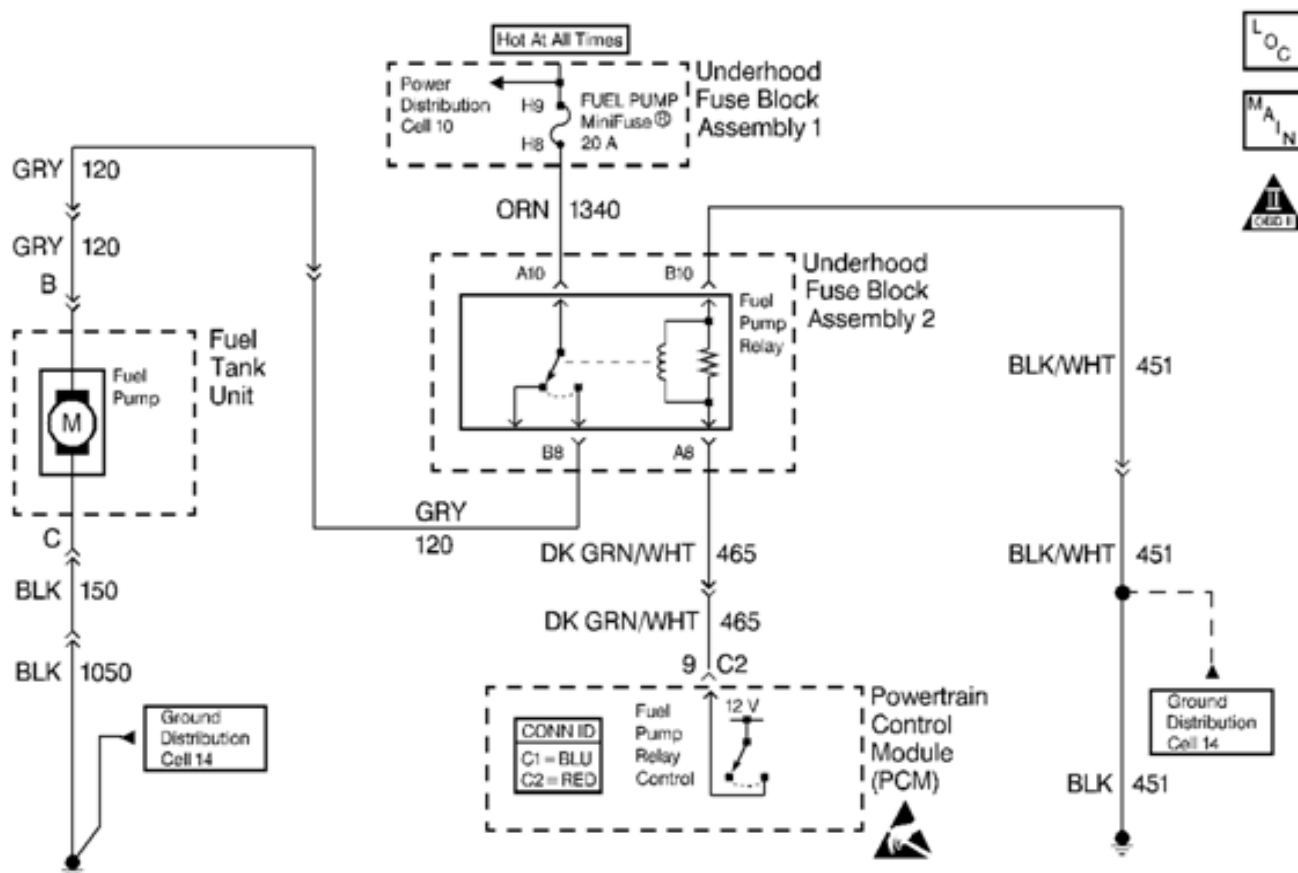 Hot At All Times
Power
Distribution
Cell 10
H9
H8
FUEL PUMP
MiniFuse ®
20 A
Underhood
Fuse Block
Assembly 1
L O C
M A I N
II
OBD II
GRY 120
GRY 120
B
ORN 1340
A10
B10
Underhood
Fuse Block
Assembly 2
Fuel
Pump
Relay
Fuel
Tank
Unit
Fuel
Pump
M
BLK/WHT 451
B8
A8
C
GRY
120
DK GRN/WHT 465
BLK/WHT 451
BLK 150
DK GRN/WHT 465
BLK 1050
9 C2
Ground
Distribution
Cell 14
CONN ID
C1 = BLU
C2 = RED
Fuel
Pump
Relay
Control
12 V
Powertrain
Control
Module
(PCM)
Ground
Distribution
Cell 14
BLK 451